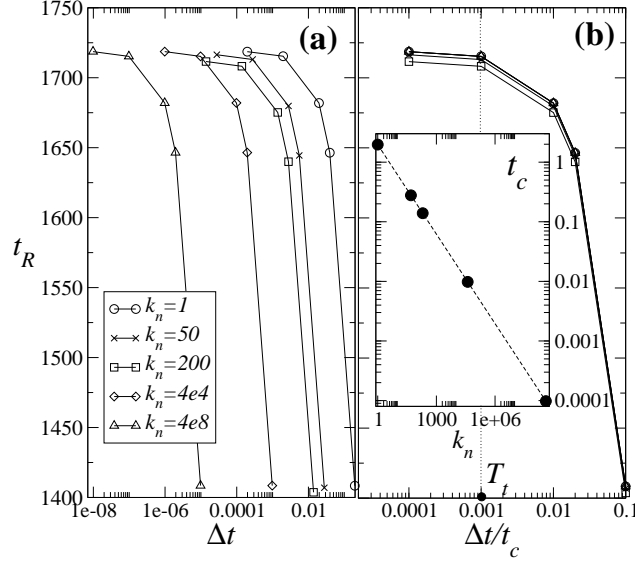 (a)
(b)
1750
1700
1650
1600
1550
1500
1450
1400
t_R
k_n=1
k_n=50
k_n=200
k_n=4e4
k_n=4e8
1e-08
1e-06
0.0001
0.01
Δt
t_c
1
0.1
0.01
0.001
0.0001
1
1000
1e+06
k_n
T_t
0.0001
0.001
0.01
0.1
Δt/t_c